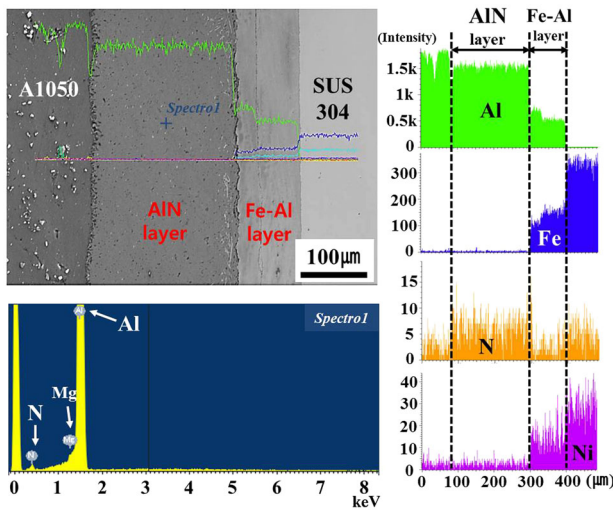 A1050
Spectro1
SUS
304
AlN
layer
Fe-Al
layer
100μm
Spectro1
Al
Mg
N
Al
Mg
N
0 1 2 3 4 5 6 7 8
keV
(Intensity)
AlN
layer
Fe-Al
layer
1.5k
1k
0.5k
0
Al
300
200
100
0
Fe
15
10
5
0
N
40
30
20
10
0
Ni
0 100 200 300 400 (μm)